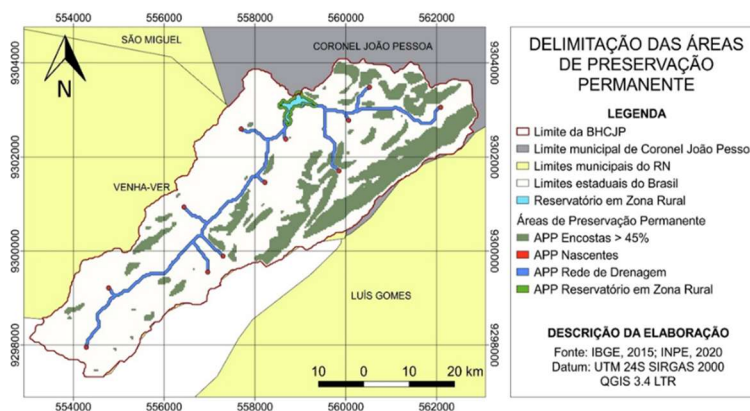 554000 556000 558000 560000 562000
SÃO MIGUEL
CORONEL JOÃO PESSOA
9304000 9304000
N
9302000 9302000
VENHA-VER
9300000 9300000
LUÍS GOMES
9298000 9298000
10 0 10 20 km
554000 556000 558000 560000 562000
DELIMITAÇÃO DAS ÁREAS
DE PRESERVAÇÃO
PERMANENTE
LEGENDA
Limite da BHCJP
Limite municipal de Coronel João Pesso
Limites municipais do RN
Limites estaduais do Brasil
Reservatório em Zona Rural
Áreas de Preservação Permanente
APP Encostas > 45%
APP Nascentes
APP Rede de Drenagem
APP Reservatório em Zona Rural
DESCRIÇÃO DA ELABORAÇÃO
Fonte: IBGE, 2015; INPE, 2020
Datum: UTM 24S SIRGAS 2000
QGIS 3.4 LTR